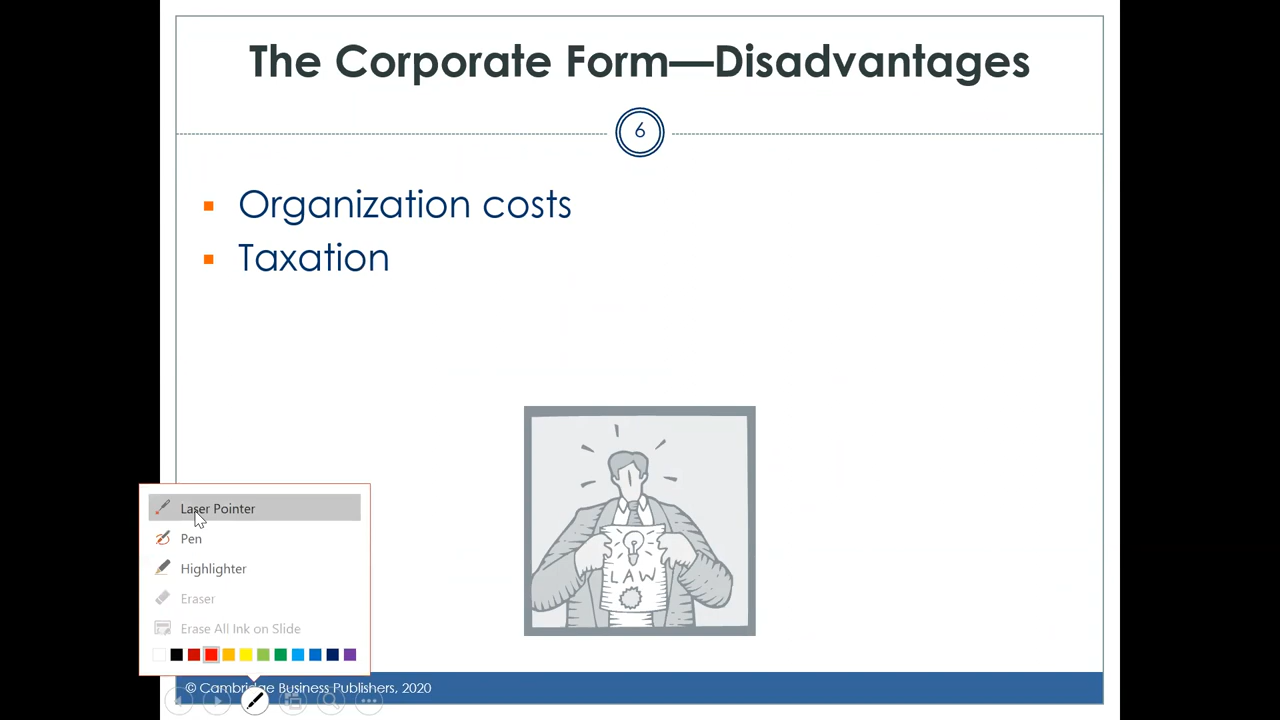 The Corporate Form—Disadvantages
6
Organization costs
Taxation
LAW
Laser Pointer
Pen
Highlighter
Eraser
Erase All Ink on Slide
© Cambridge Business Publishers, 2020